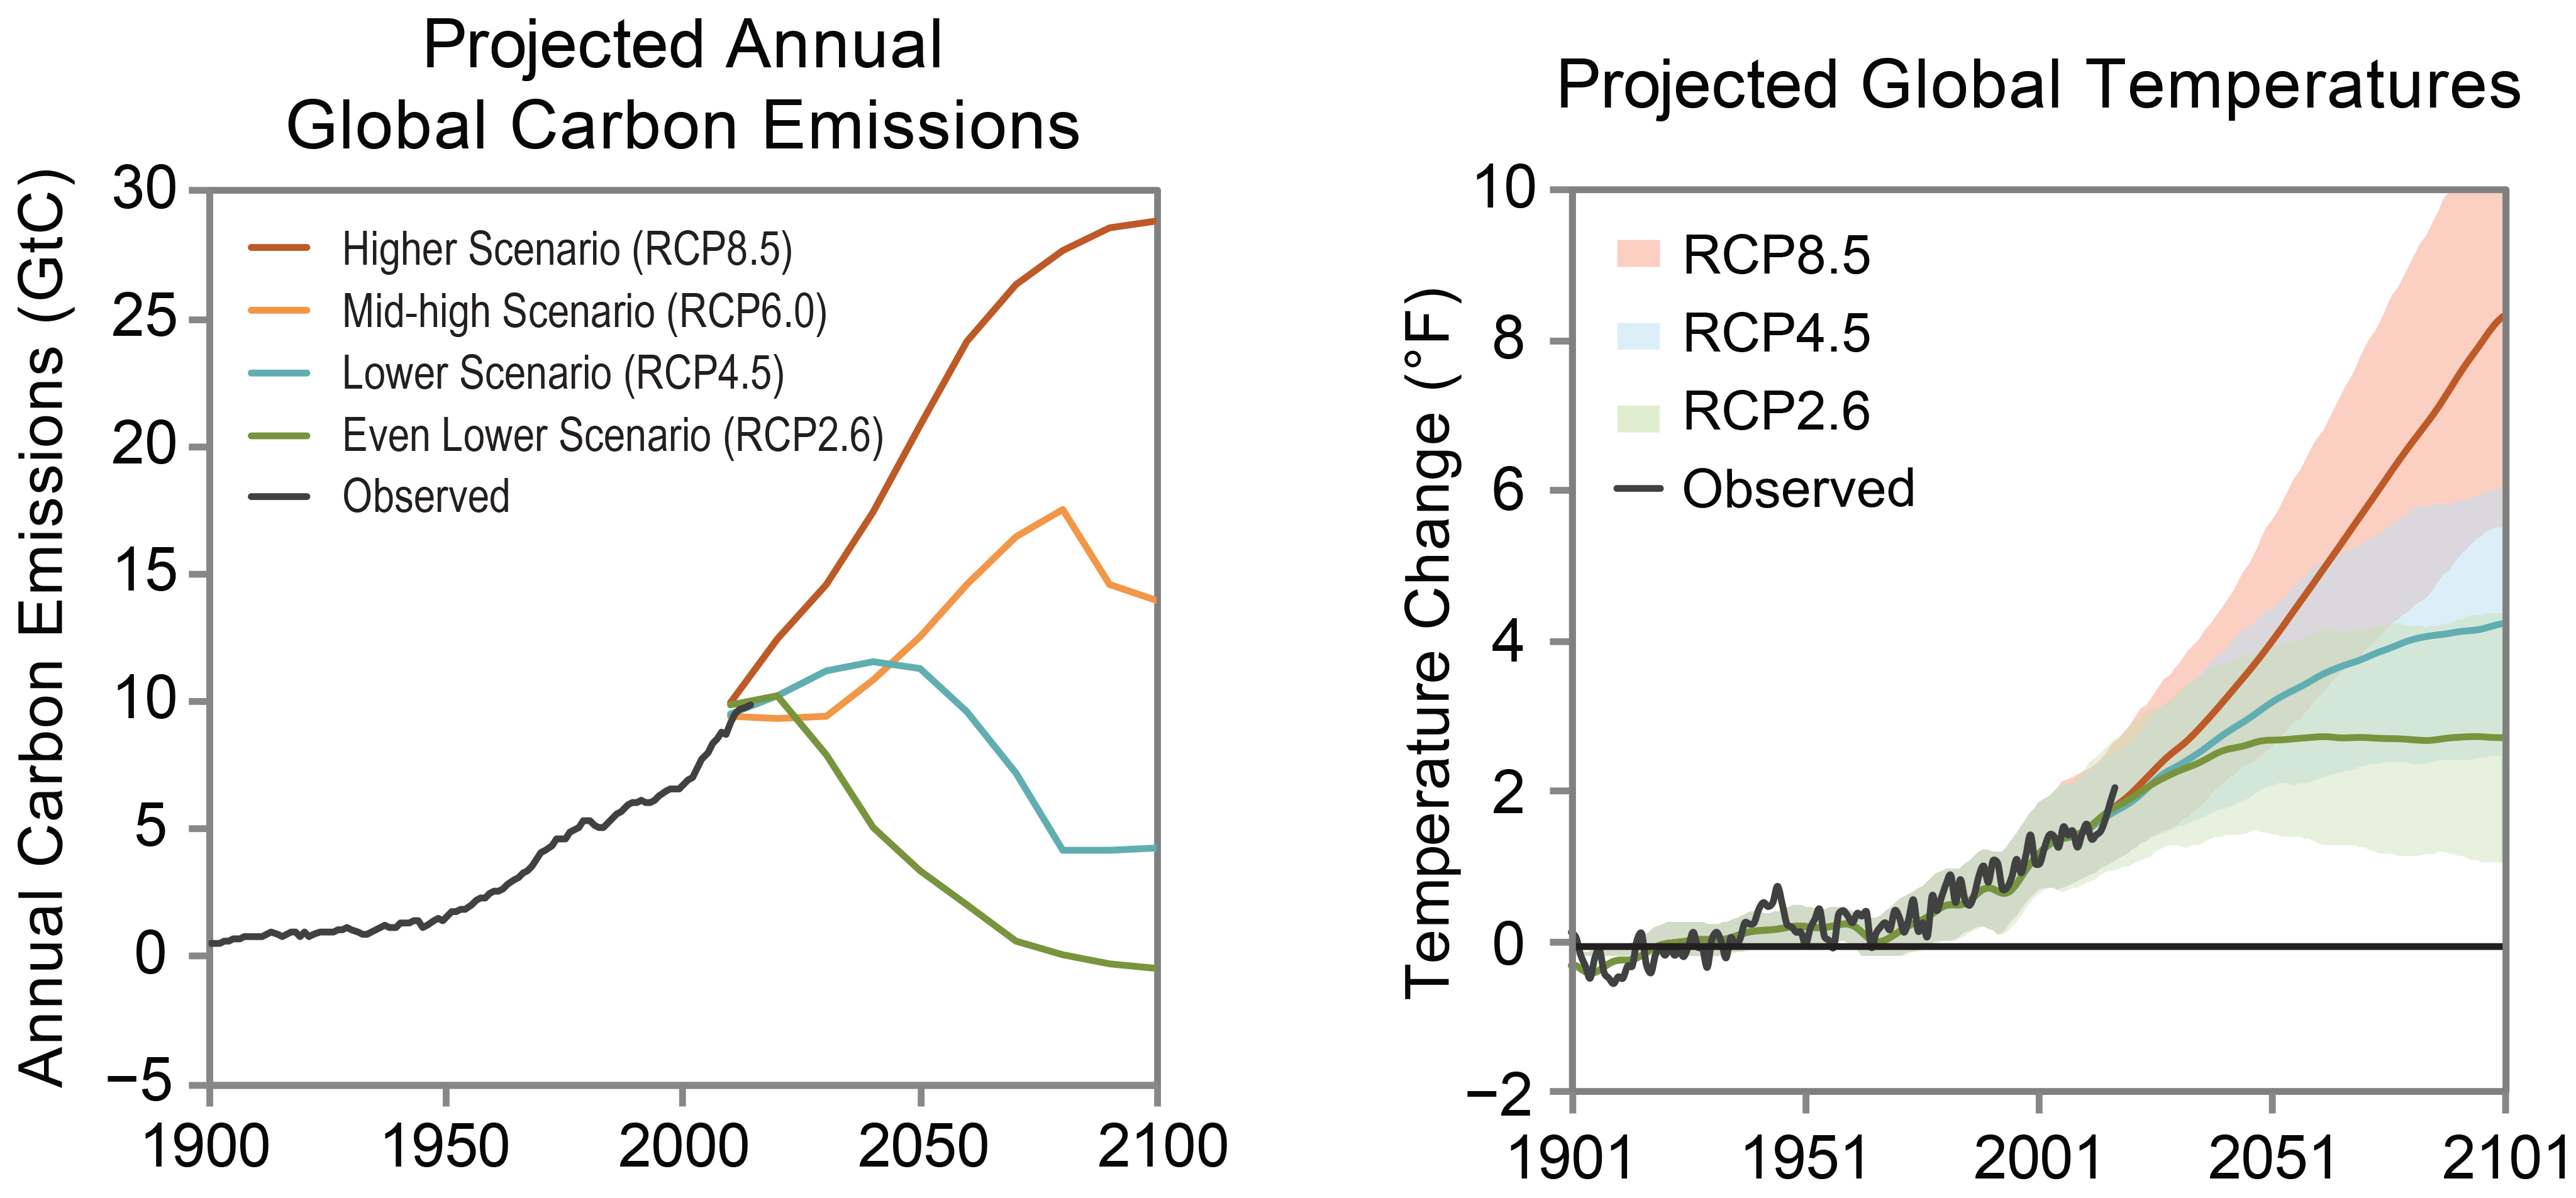 Projected Annual
Global Carbon Emissions
Annual Carbon Emissions (GtC)
30
25
20
15
10
5
0
−5
Higher Scenario (RCP8.5)
Mid-high Scenario (RCP6.0)
Lower Scenario (RCP4.5)
Even Lower Scenario (RCP2.6)
Observed
1900 1950 2000 2050 2100
Projected Global Temperatures
Temperature Change (°F)
10
8
6
4
2
0
−2
RCP8.5
RCP4.5
RCP2.6
Observed
1901 1951 2001 2051 2101